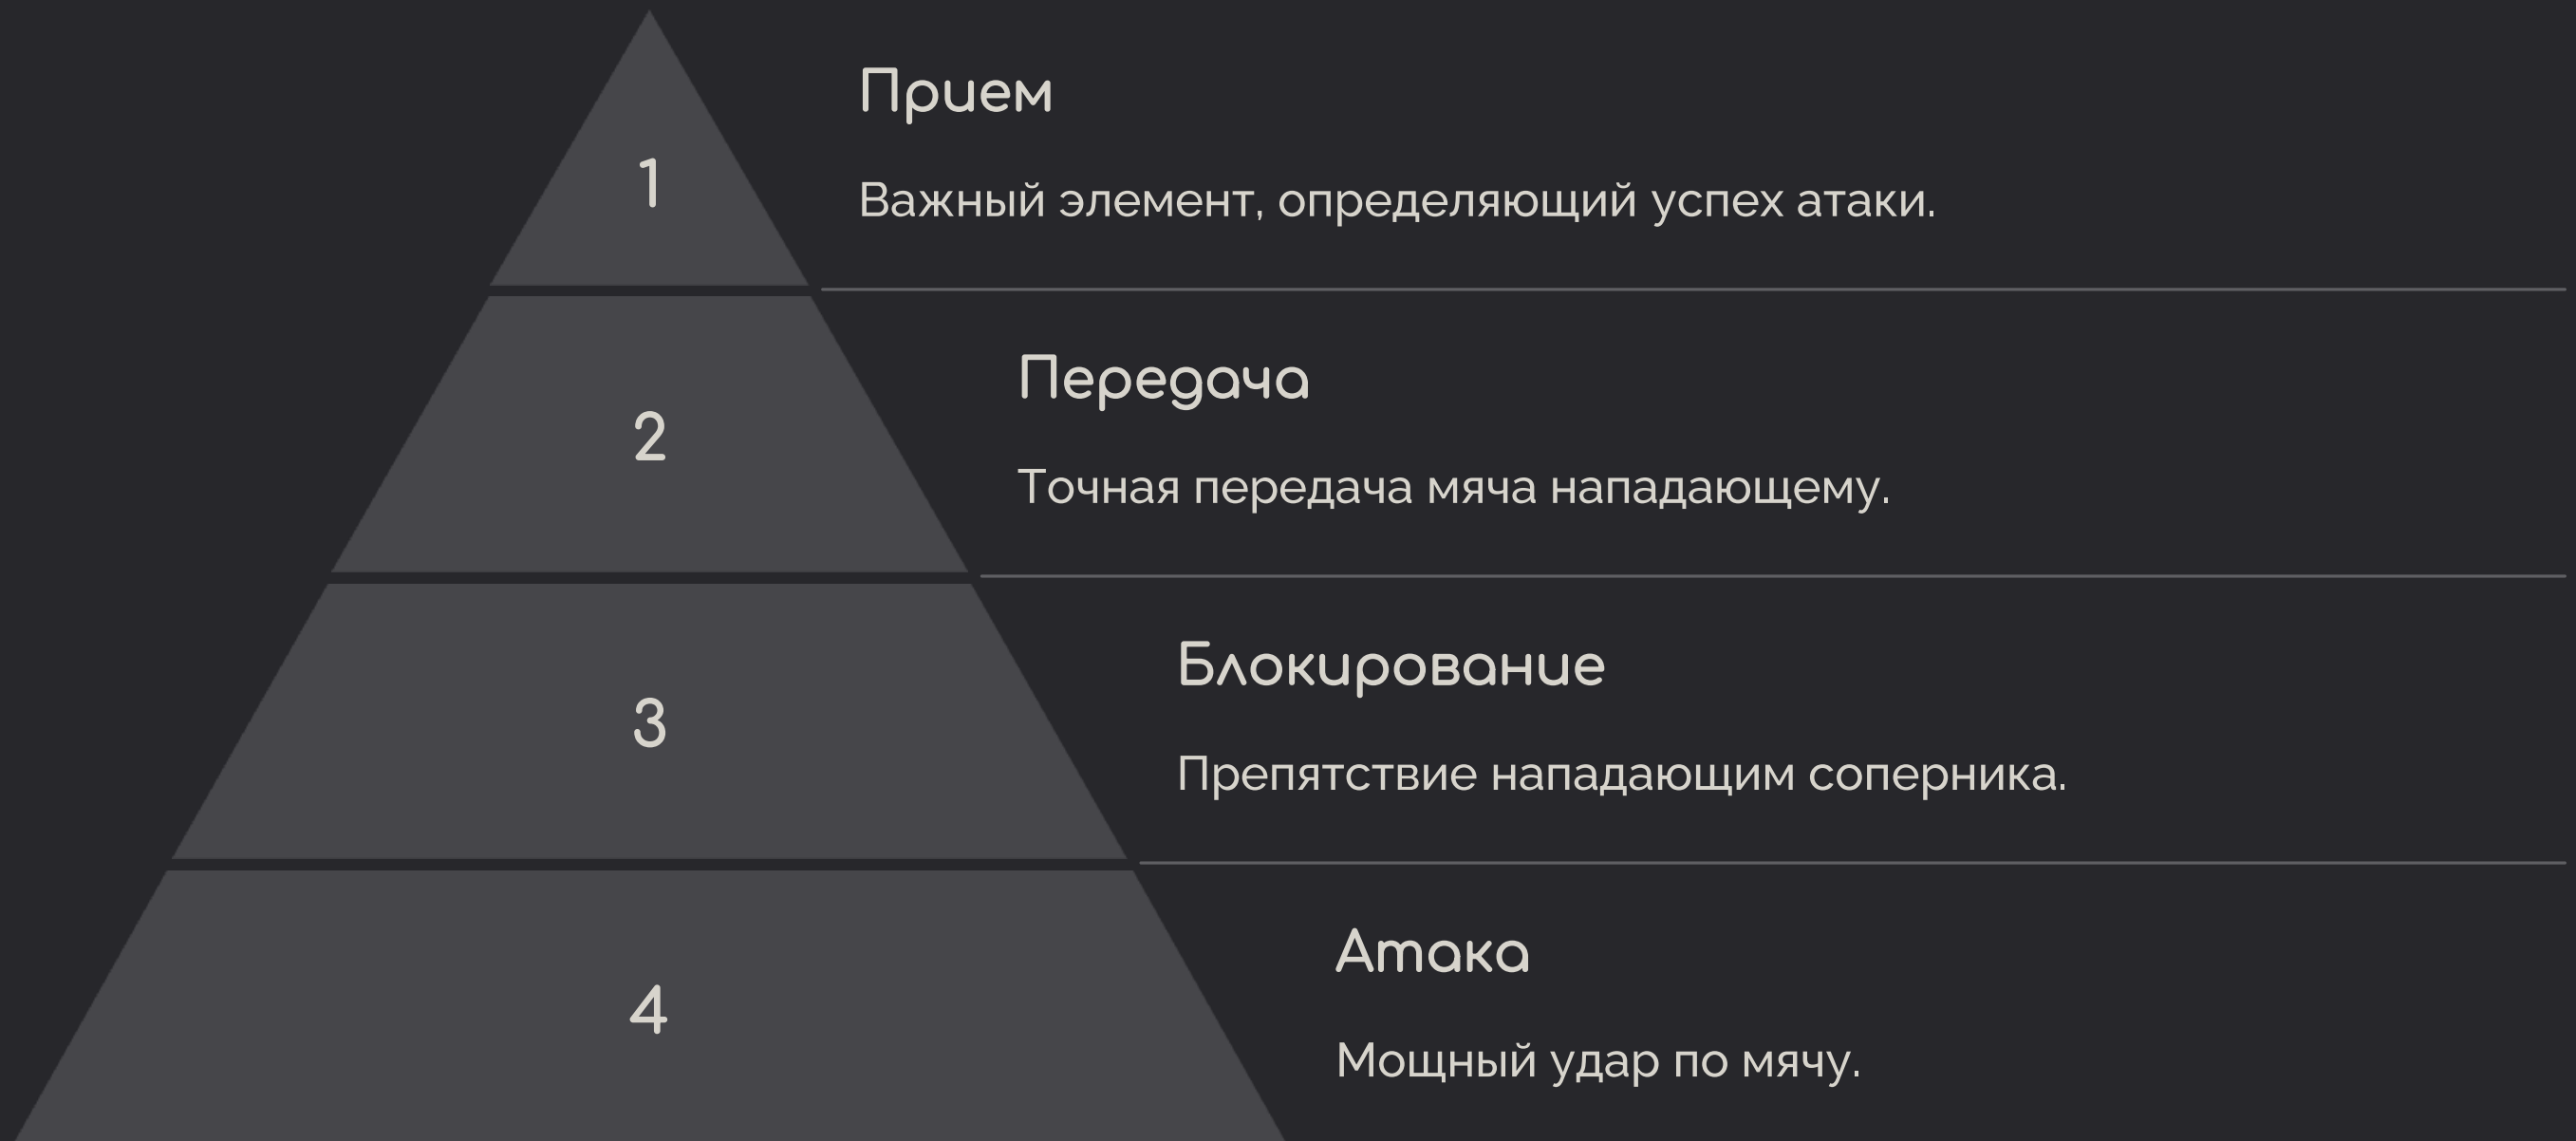 1
Прием
Важный элемент, определяющий успех атаки.
2
Передача
Точная передача мяча нападающему.
3
Блокирование
Препятствие нападающим соперника.
4
Атака
Мощный удар по мячу.